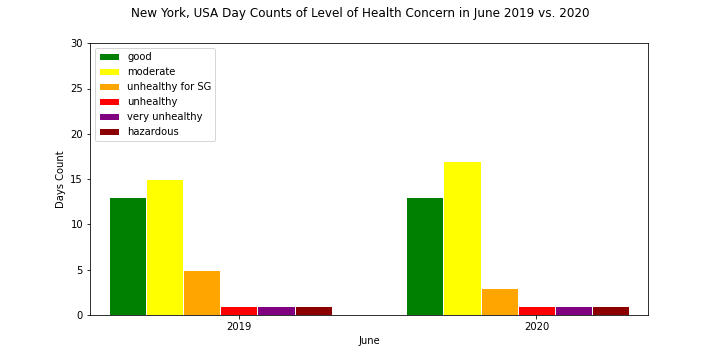 New York, USA Day Counts of Level of Health Concern in June 2019 vs. 2020
30
25
20
15
10
5
0
Days Count
good
moderate
unhealthy for SG
unhealthy
very unhealthy
hazardous
2019
2020
June